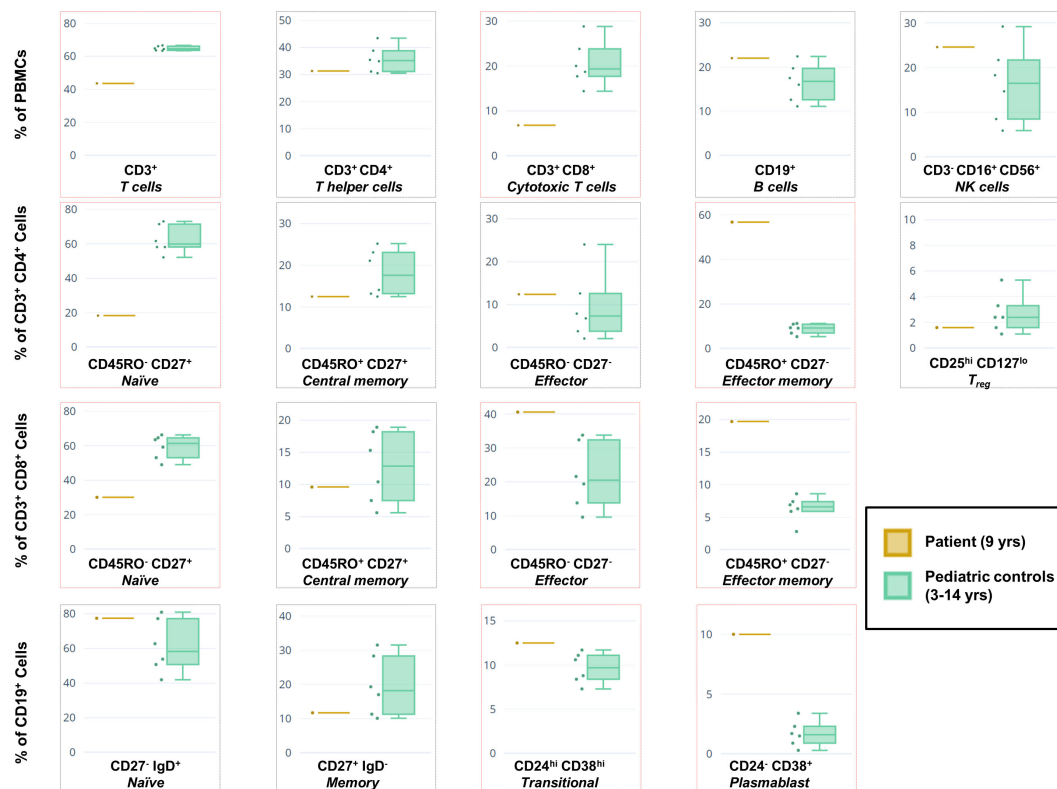 % of PBMCs
80
60
40
20
0
CD3⁺
T cells
50
40
30
20
10
0
CD3⁺ CD4⁺
T helper cells
30
20
10
0
CD3⁺ CD8⁺
Cytotoxic T cells
30
20
10
0
CD19⁺
B cells
30
20
10
0
CD3⁻ CD16⁺ CD56⁺
NK cells
% of CD3⁺ CD4⁺ Cells
80
60
40
20
0
CD45RO⁻ CD27⁺
Naïve
30
20
10
0
CD45RO⁺ CD27⁺
Central memory
30
20
10
0
CD45RO⁻ CD27⁻
Effector
60
40
20
0
CD45RO⁺ CD27⁻
Effector memory
10
8
6
4
2
0
CD25ʰⁱ CD127ˡᵒ
T_reg
% of CD3⁺ CD8⁺ Cells
80
60
40
20
0
CD45RO⁻ CD27⁺
Naïve
20
15
10
5
0
CD45RO⁺ CD27⁺
Central memory
40
30
20
10
0
CD45RO⁻ CD27⁻
Effector
20
15
10
5
0
CD45RO⁺ CD27⁻
Effector memory
Patient (9 yrs)
Pediatric controls
(3-14 yrs)
% of CD19⁺ Cells
80
60
40
20
0
CD27⁻ IgD⁺
Naïve
40
30
20
10
0
CD27⁺ IgD⁻
Memory
15
10
5
0
CD24ʰⁱ CD38ʰⁱ
Transitional
10
5
0
CD24⁻ CD38⁺
Plasmablast